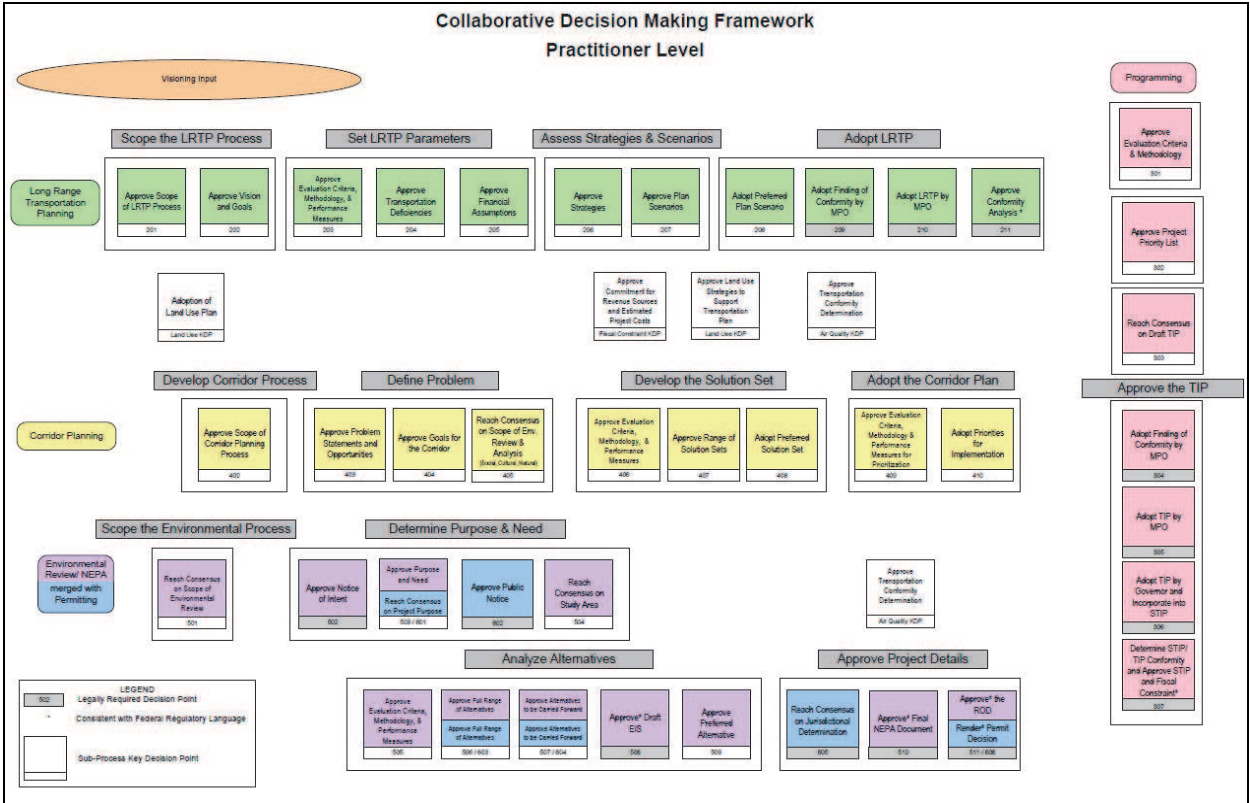 Collaborative Decision Making Framework
Practitioner Level
Visioning Input
Programming
Scope the LRTP Process
Set LRTP Parameters
Assess Strategies & Scenarios
Adopt LRTP
Long Range
Transportation
Planning
Approve Scope
of LRTP Process
201
Approve Vision
and Goals
202
Approve
Evaluation Criteria,
Methodology, &
Performance
Measures
203
Approve
Transportation
Deficiencies
204
Approve
Financial
Assumptions
205
Approve
Strategies
206
Approve Plan
Scenarios
207
Adopt Preferred
Plan Scenario
208
Adopt Finding of
Conformity by
MPO
209
Adopt LRTP by
MPO
210
Approve
Conformity
Analysis *
211
Adoption of
Land Use Plan
Land Use KDP
Approve
Commitment for
Revenue Sources
and Estimated
Project Costs
Fiscal Constraint KDP
Approve Land Use
Strategies to
Support
Transportation
Plan
Land Use KDP
Approve
Transportation
Conformity
Determination
Air Quality KDP
Approve
Evaluation Criteria
& Methodology
301
Approve Project
Priority List
302
Reach Consensus
on Draft TIP
303
Approve the TIP
Adopt Finding of
Conformity by
MPO
304
Adopt TIP by
MPO
305
Adopt TIP by
Governor and
Incorporate into
STIP
306
Determine STIP/
TIP Conformity
and Approve STIP
and Fiscal
Constraint*
307
Develop Corridor Process
Define Problem
Develop the Solution Set
Adopt the Corridor Plan
Corridor Planning
Approve Scope of
Corridor Planning
Process
402
Approve Problem
Statements and
Opportunities
403
Approve Goals for
the Corridor
404
Reach Consensus
on Scope of Env.
Review &
Analysis
(Social, Cultural, Natural)
405
Approve Evaluation
Criteria,
Methodology, &
Performance
Measures
406
Approve Range of
Solution Sets
407
Adopt Preferred
Solution Set
408
Approve Evaluation
Criteria,
Methodology &
Performance
Measures for
Prioritization
409
Adopt Priorities
for
Implementation
410
Scope the Environmental Process
Determine Purpose & Need
Environmental
Review/ NEPA
merged with
Permitting
Reach Consensus
on Scope of
Environmental
Review
501
Approve Notice
of Intent
502
Approve Purpose
and Need
Reach Consensus
on Project Purpose
503 / 601
Approve Public
Notice
602
Reach
Consensus on
Study Area
504
Approve
Transportation
Conformity
Determination
Air Quality KDP
Analyze Alternatives
Approve Project Details
Approve
Evaluation Criteria,
Methodology, &
Performance
Measures
505
Approve Full Range
of Alternatives
Approve Full Range
of Alternatives
506 / 603
Approve Alternatives
to be Carried Forward
Approve Alternatives
to be Carried Forward
507 / 604
Approve* Draft
EIS
508
Approve
Preferred
Alternative
509
Reach Consensus
on Jurisdictional
Determination
605
Approve* Final
NEPA Document
510
Approve* the
ROD
Render* Permit
Decision
511 / 606
LEGEND
502
Legally Required Decision Point
*
Consistent with Federal Regulatory Language
Sub-Process Key Decision Point